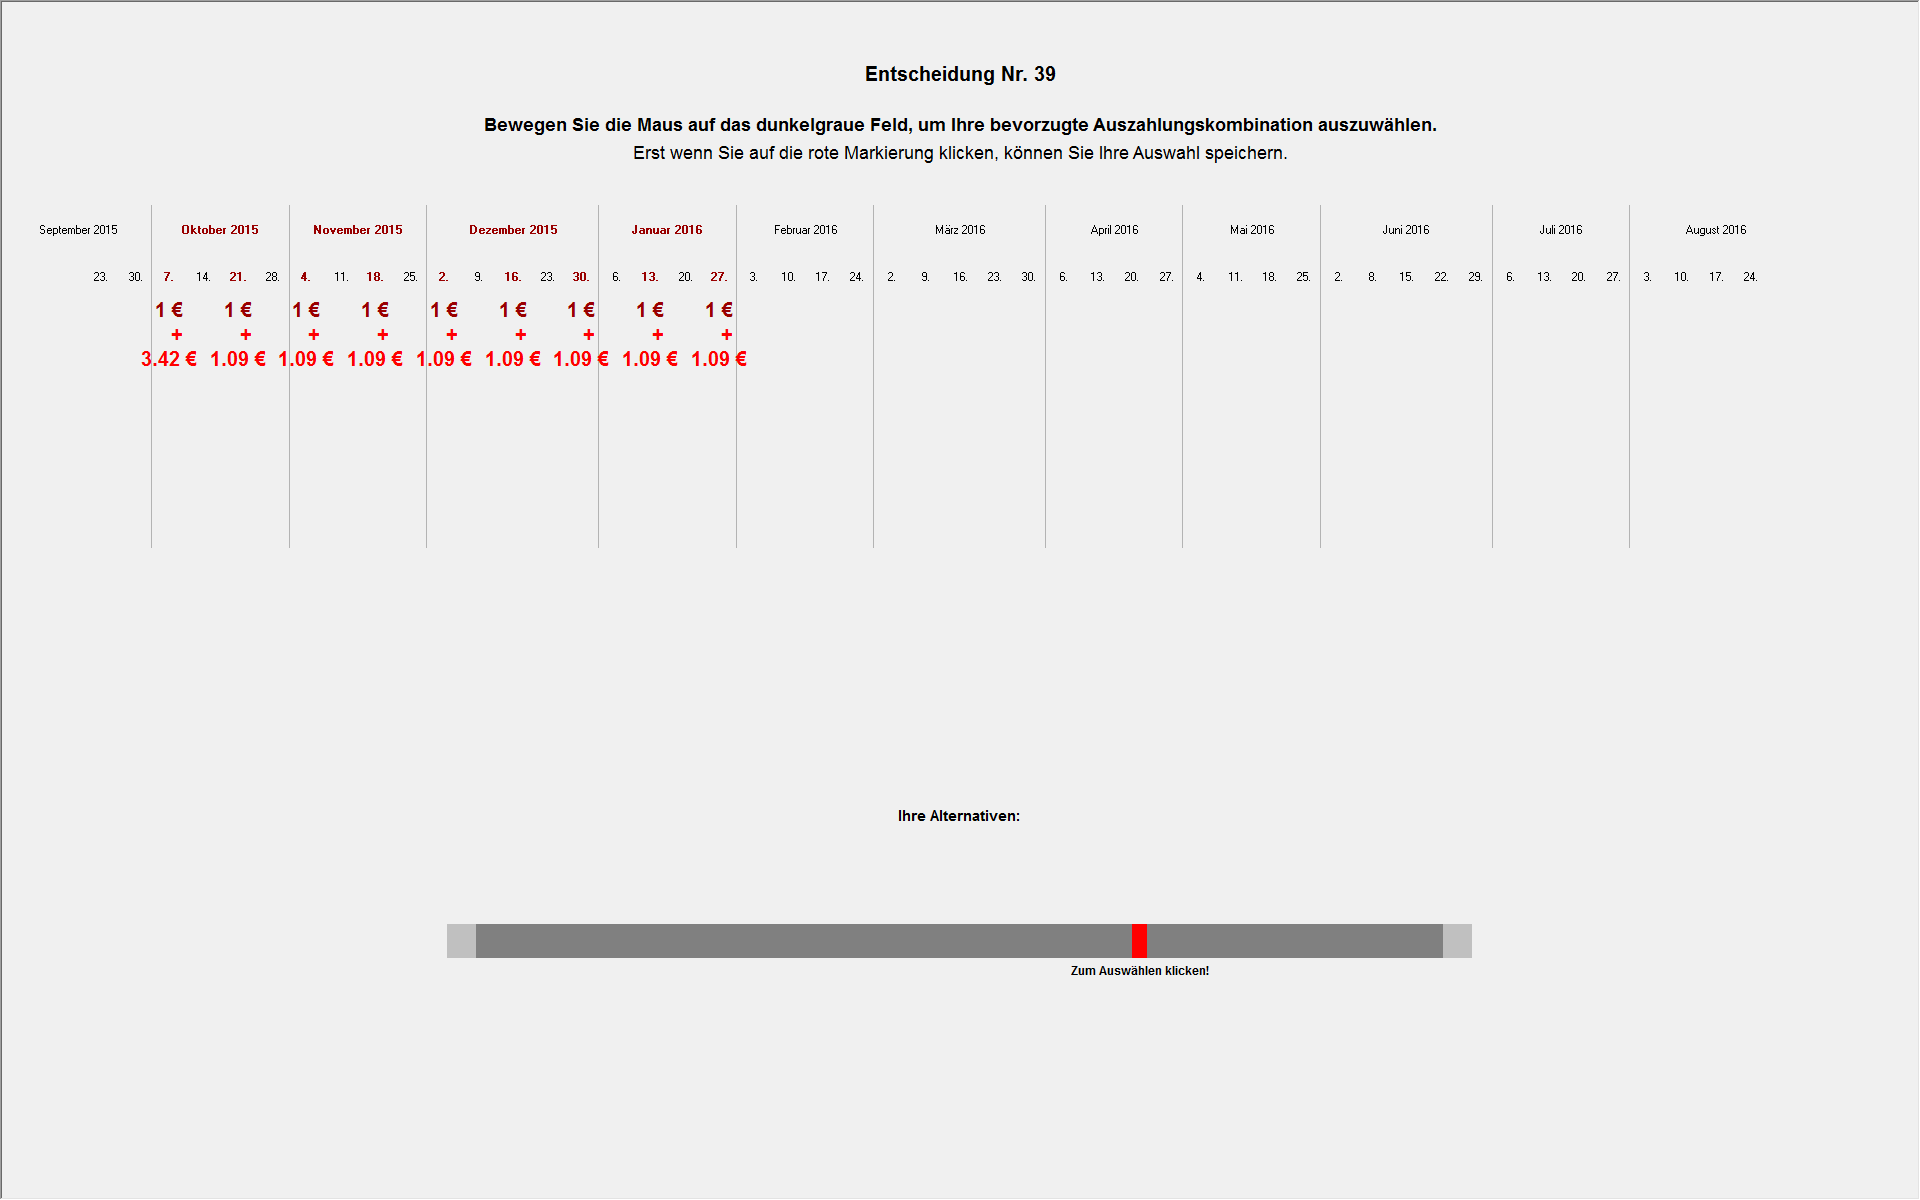 Entscheidung Nr. 39
Bewegen Sie die Maus auf das dunkelgraue Feld, um Ihre bevorzugte Auszahlungskombination auszuwählen.
Erst wenn Sie auf die rote Markierung klicken, können Sie Ihre Auswahl speichern.
September 2015 Oktober 2015 November 2015 Dezember 2015 Januar 2016 Februar 2016 März 2016 April 2016 Mai 2016 Juni 2016 Juli 2016 August 2016
23. 30. 7. 14. 21. 28. 4. 11. 18. 25. 2. 9. 16. 23. 30. 6. 13. 20. 27. 3. 10. 17. 24. 2. 9. 16. 23. 30. 6. 13. 20. 27. 4. 11. 18. 25. 2. 8. 15. 22. 29. 6. 13. 20. 27. 3. 10. 17. 24.
1 € 1 € 1 € 1 € 1 € 1 € 1 € 1 € 1 €
+ + + + + + + + +
3.42 € 1.09 € 1.09 € 1.09 € 1.09 € 1.09 € 1.09 € 1.09 € 1.09 €
Ihre Alternativen:
Zum Auswählen klicken!